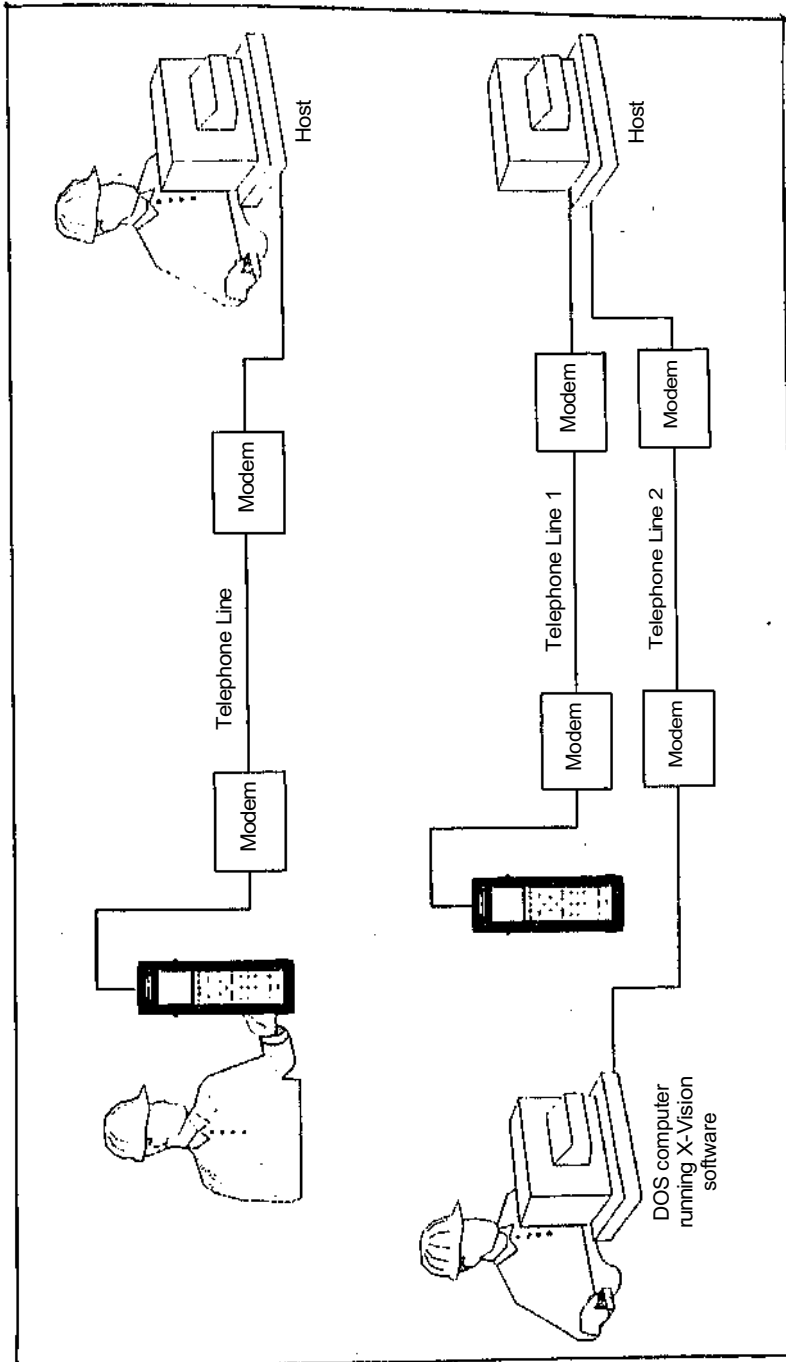 Modem
Telephone Line
Modem
Host
DOS computer
running X-Vision
software
Modem
Telephone Line 1
Modem
Modem
Telephone Line 2
Modem
Host